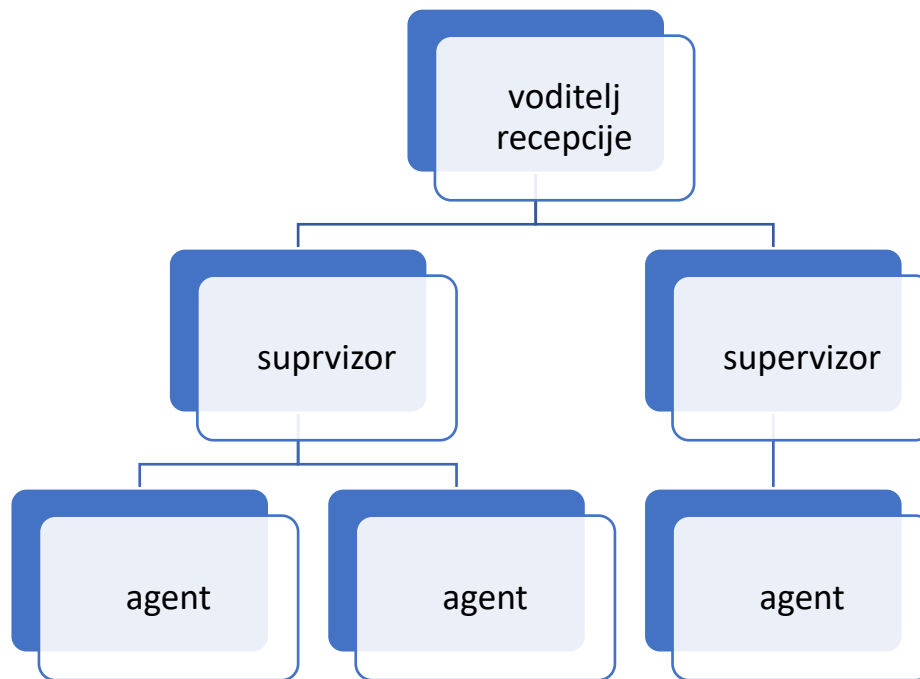 voditelj
recepcije
suprvizor
supervizor
agent
agent
agent